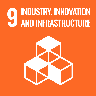 9 INDUSTRY, INNOVATION
AND INFRASTRUCTURE